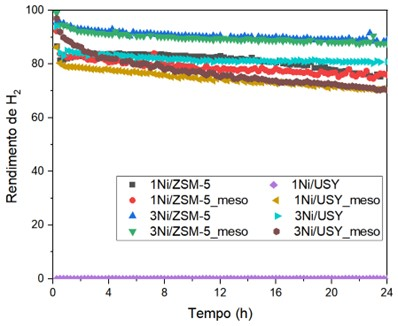 Rendimento de H2
100
80
60
40
20
0
1Ni/ZSM-5
1Ni/USY
1Ni/ZSM-5_meso
1Ni/USY_meso
3Ni/ZSM-5
3Ni/USY
3Ni/ZSM-5_meso
3Ni/USY_meso
0 4 8 12 16 20 24
Tempo (h)